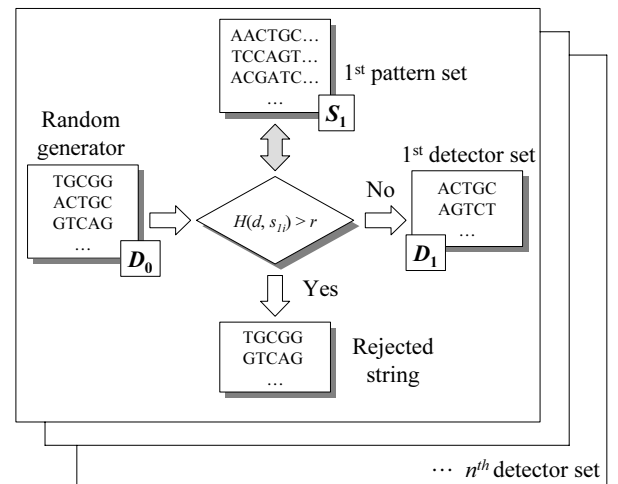 AACTGC…
TCCAGT…
ACGATC…
…
S₁
1st pattern set
Random
generator
TGCGG
ACTGC
GTCAG
…
D₀
H(d, s₁ᵢ) > r
No
1st detector set
ACTGC
AGTCT
…
D₁
Yes
TGCGG
GTCAG
…
Rejected
string
… nth detector set